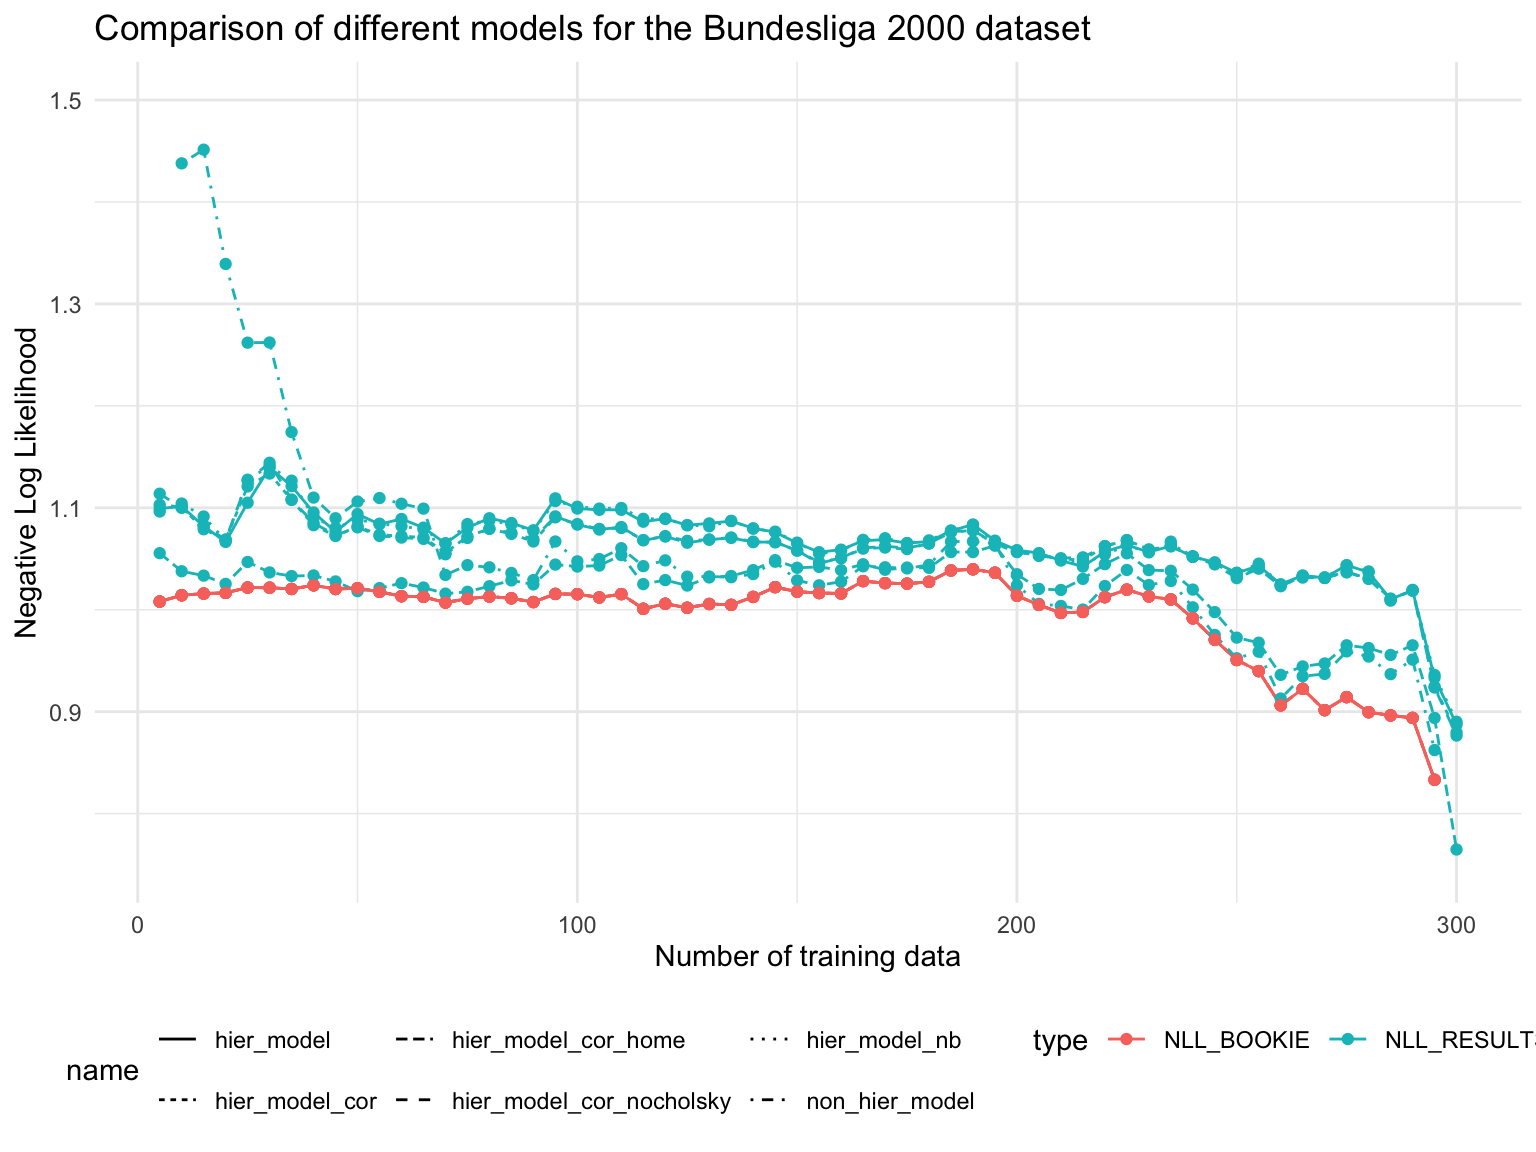 Comparison of different models for the Bundesliga 2000 dataset
Negative Log Likelihood
1.5
1.3
1.1
0.9
0 100 200 300
Number of training data
name
hier_model hier_model_cor_home hier_model_nb
hier_model_cor hier_model_cor_nocholsky non_hier_model
type NLL_BOOKIE NLL_RESULT